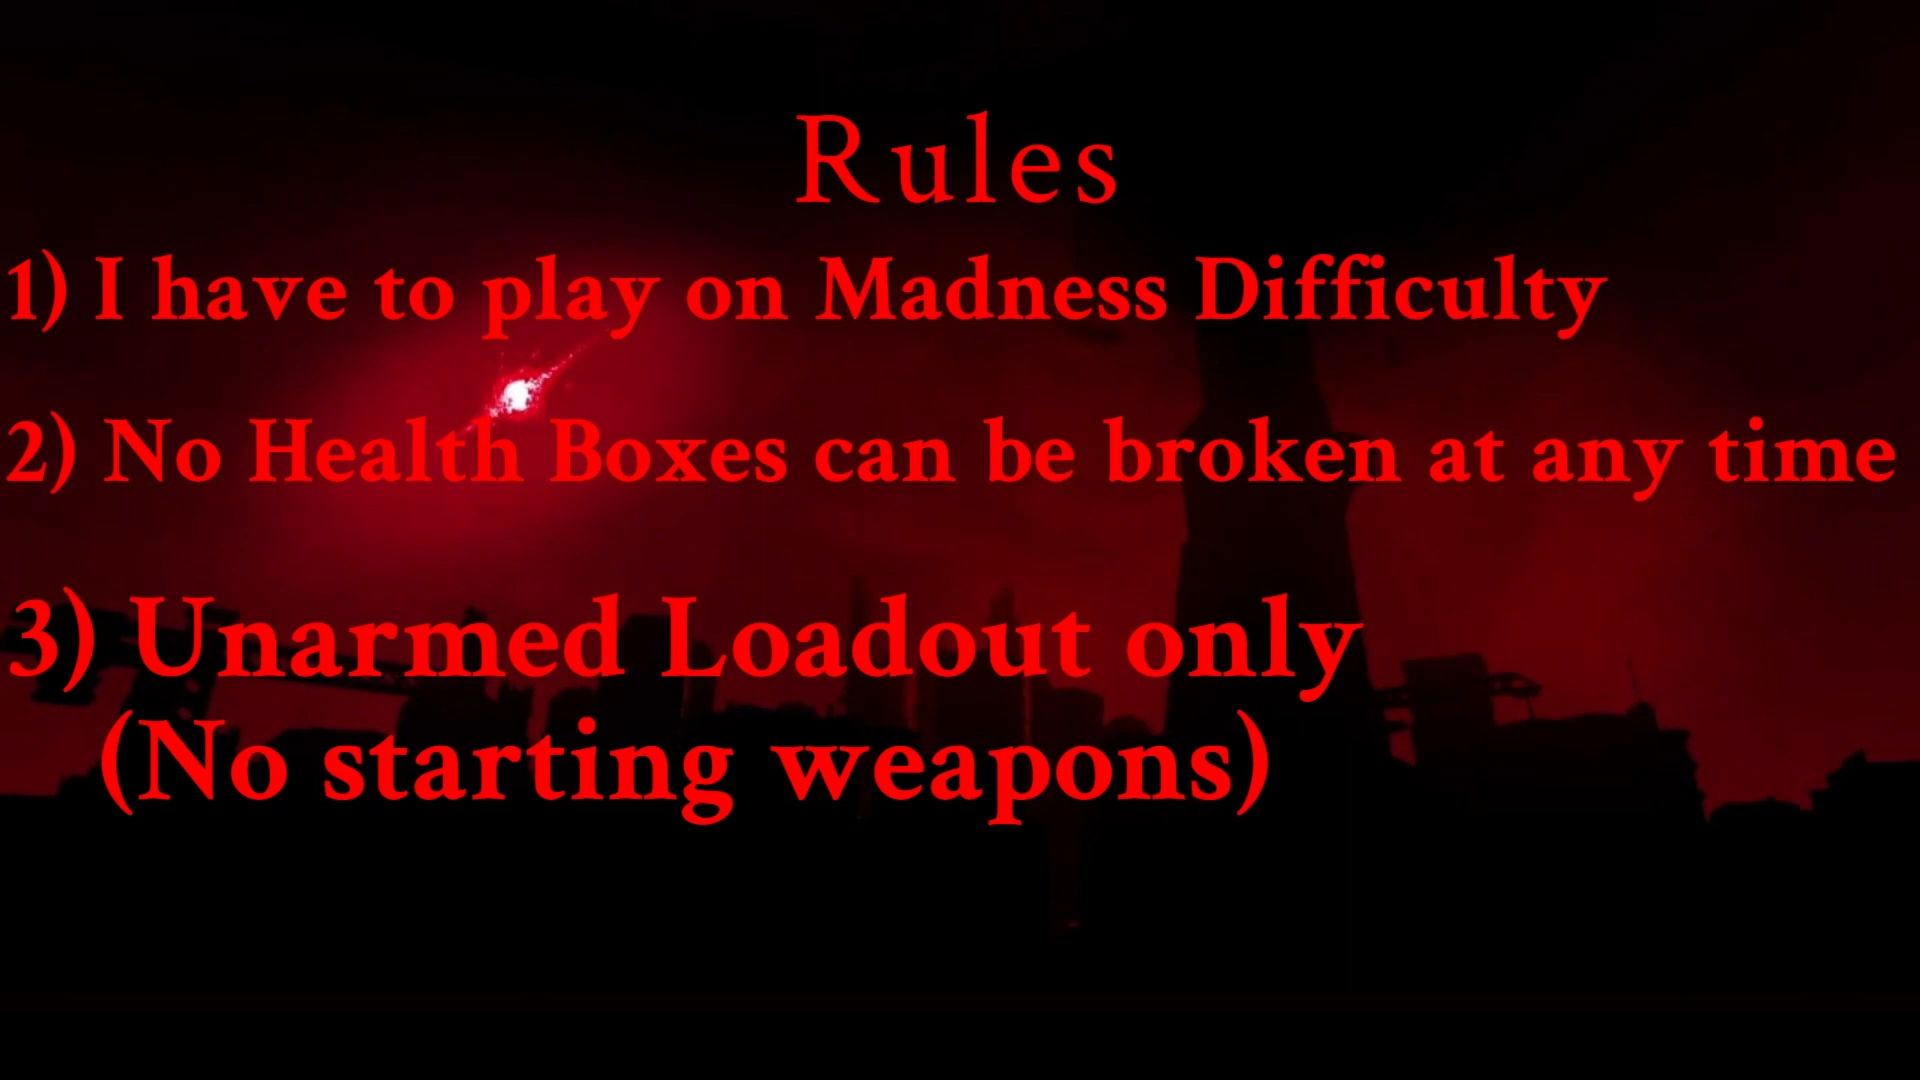 Rules
1) I have to play on Madness Difficulty
2) No Health Boxes can be broken at any time
3) Unarmed Loadout only
(No starting weapons)